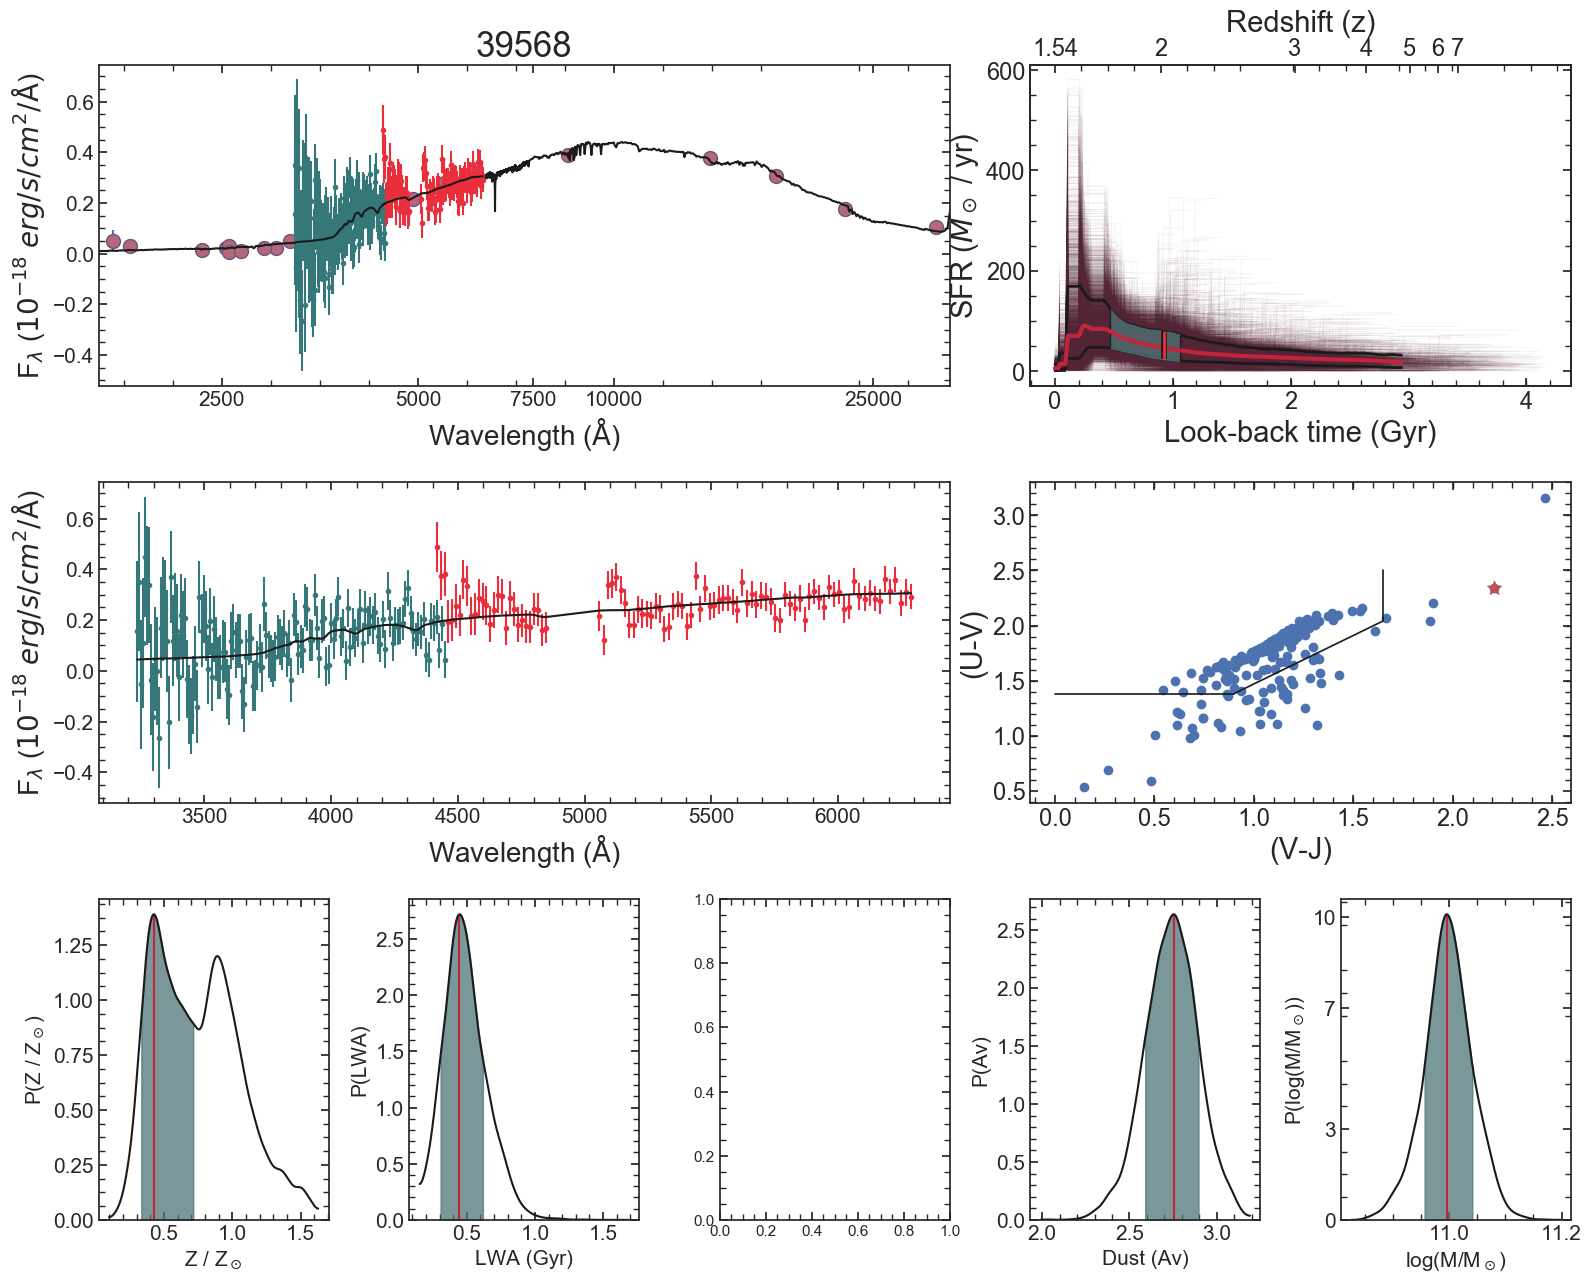 39568
0.6
0.4
0.2
0.0
−0.2
−0.4
F_λ (10^−18 erg/s/cm^2/Å)
2500 5000 7500 10000 25000
Wavelength (Å)
Redshift (z)
1.54 2 3 4 5 6 7
600
400
200
0
SFR (M_⊙ / yr)
0 1 2 3 4
Look-back time (Gyr)
0.6
0.4
0.2
0.0
−0.2
−0.4
F_λ (10^−18 erg/s/cm^2/Å)
3500 4000 4500 5000 5500 6000
Wavelength (Å)
3.0
2.5
2.0
1.5
1.0
0.5
(U-V)
0.0 0.5 1.0 1.5 2.0 2.5
(V-J)
1.25
1.00
0.75
0.50
0.25
0.00
P(Z / Z_⊙)
0.5 1.0 1.5
Z / Z_⊙
2.5
2.0
1.5
1.0
0.5
0.0
P(LWA)
0.5 1.0 1.5
LWA (Gyr)
1.0
0.8
0.6
0.4
0.2
0.0
0.0 0.2 0.4 0.6 0.8 1.0
2.5
2.0
1.5
1.0
0.5
0.0
P(Av)
2.0 2.5 3.0
Dust (Av)
10
7
3
0
P(log(M/M_⊙))
11.0 11.2
log(M/M_⊙)